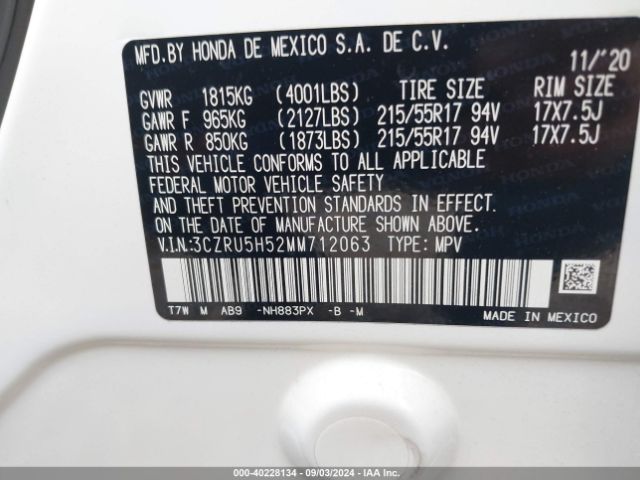 MFD.BY HONDA DE MEXICO S.A. DE C.V.
11/'20
GVWR 1815KG (4001LBS) TIRE SIZE RIM SIZE
GAWR F 965KG (2127LBS) 215/55R17 94V 17X7.5J
GAWR R 850KG (1873LBS) 215/55R17 94V 17X7.5J
THIS VEHICLE CONFORMS TO ALL APPLICABLE
FEDERAL MOTOR VEHICLE SAFETY
AND THEFT PREVENTION STANDARDS IN EFFECT
ON THE DATE OF MANUFACTURE SHOWN ABOVE.
V.I.N.:3CZRU5H52MM712063 TYPE: MPV
T7W M AB9 -NH883PX -B -M
MADE IN MEXICO
000-40228134 - 09/03/2024 - IAA Inc.